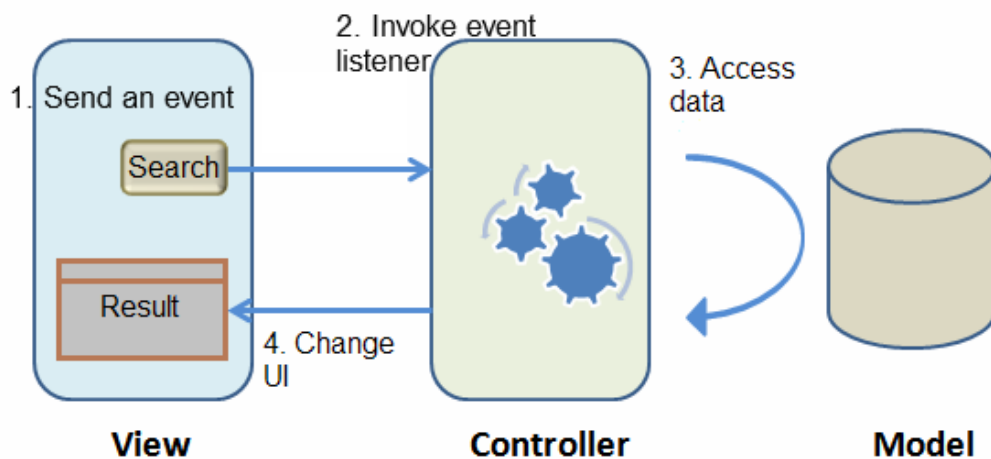 2. Invoke event
listener
1. Send an event
3. Access
data
Search
Result
4. Change
UI
View
Controller
Model